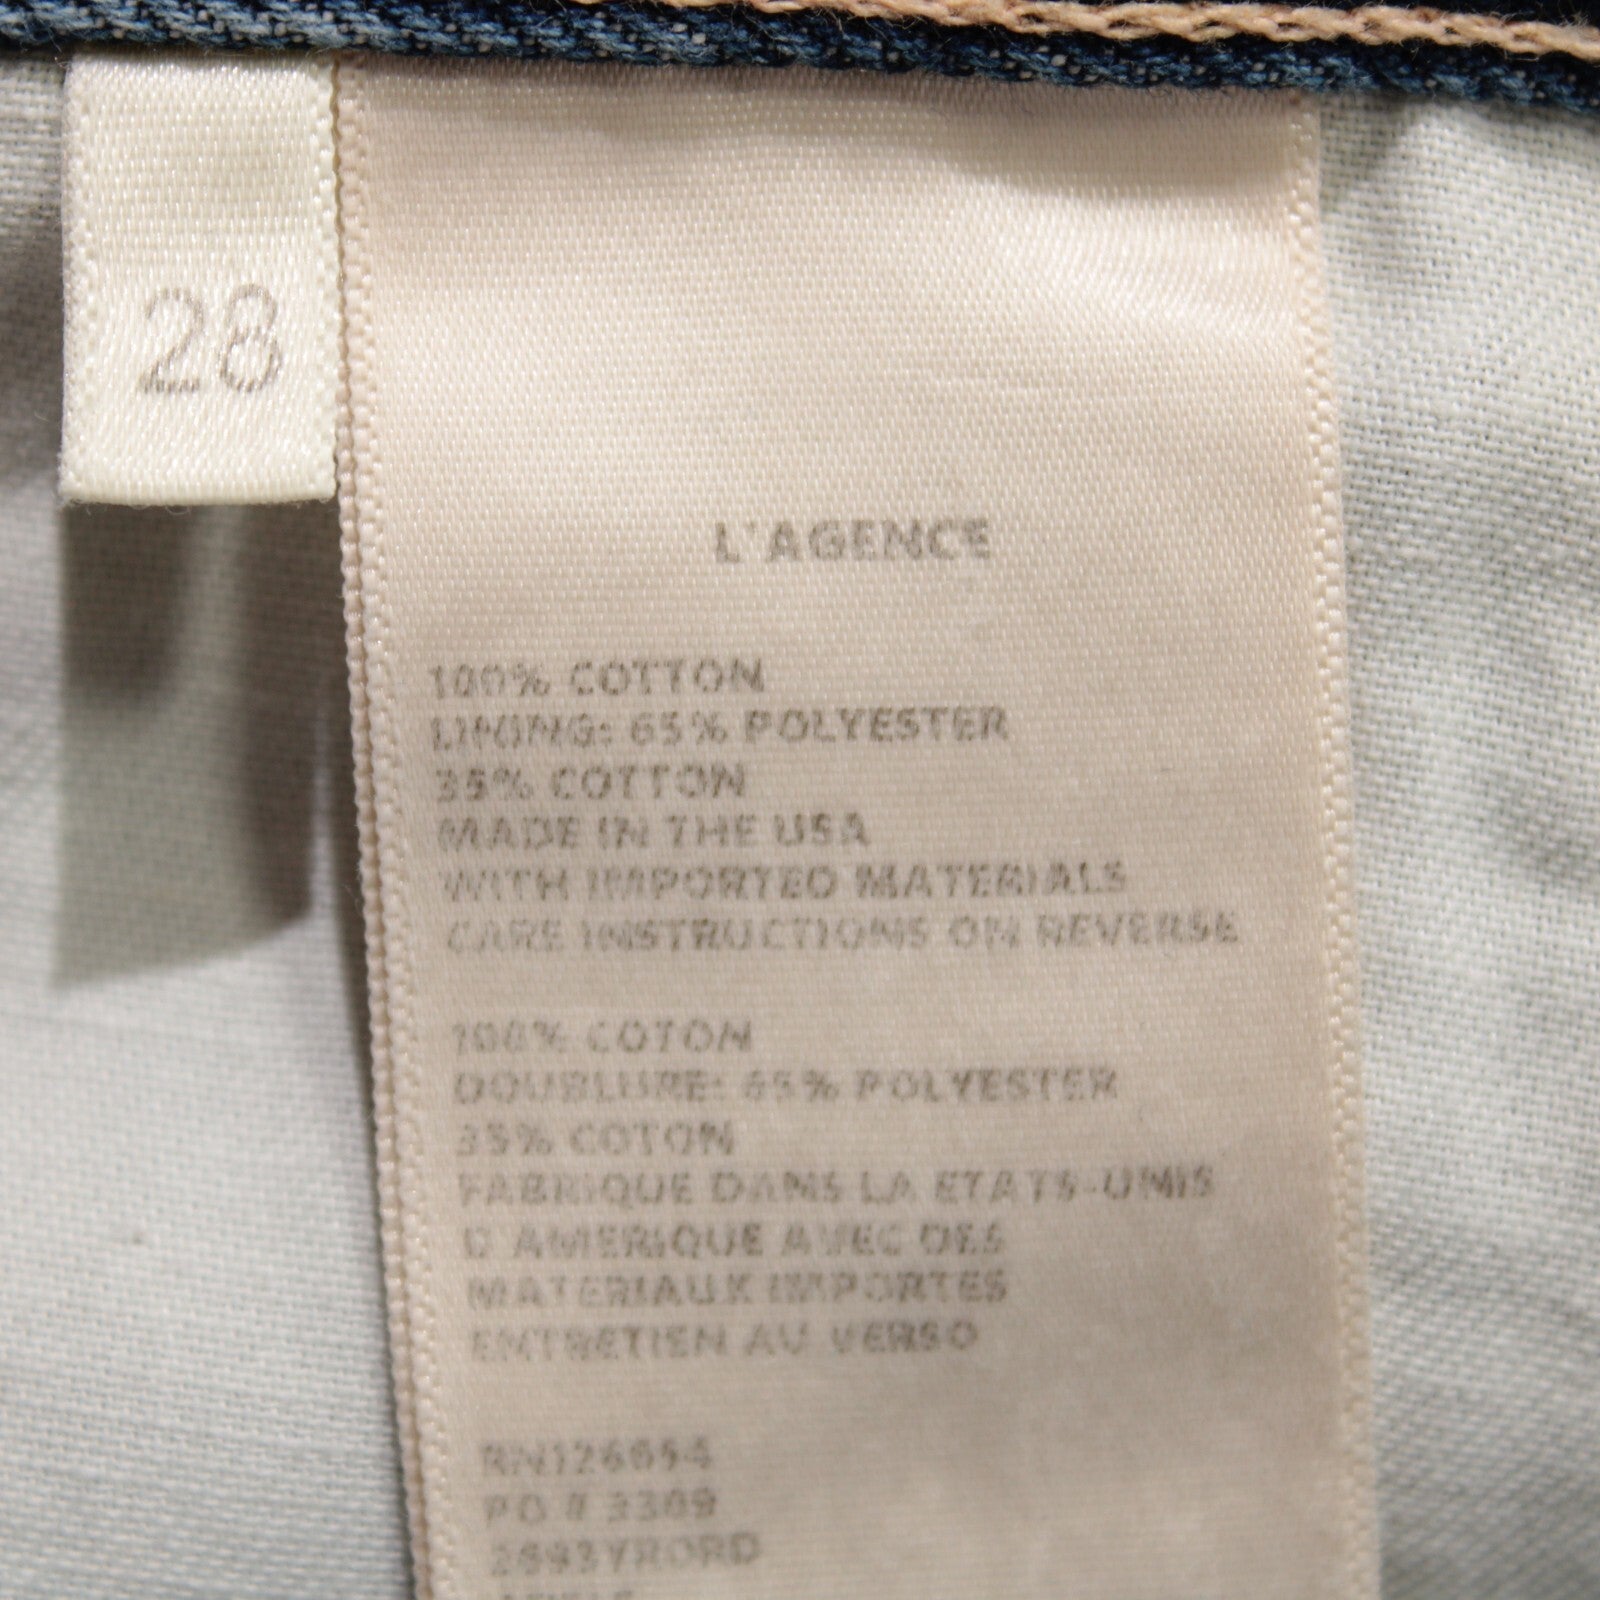 28
L'AGENCE
100% COTTON
LINING: 65% POLYESTER
35% COTTON
MADE IN THE USA
WITH IMPORTED MATERIALS
CARE INSTRUCTIONS ON REVERSE
100% COTON
DOUBLURE: 65% POLYESTER
35% COTON
FABRIQUE DANS LA ETATS-UNIS
D AMERIQUE AVEC DES
MATERIAUX IMPORTES
ENTRETIEN AU VERSO
RN126694
PO # 3309
2693YRDRD